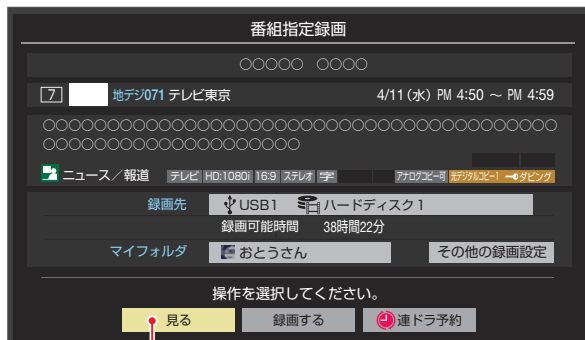 番組指定録画
○○○○○ ○○○○
7 地デジ071 テレビ東京 4/11(水) PM 4:50 ～ PM 4:59
○○○○○○○○○○○○○○○○○○○○○○○○○○○○○○○○○○○○○○○○
○○○○○○○○○○○○○○○○○○○○
ニュース／報道 テレビ HD:1080i 16:9 ステレオ 字 アナログコピー可 光デジタルコピー1 ダビング
録画先 USB1 ハードディスク1
録画可能時間 38時間22分
マイフォルダ おとうさん その他の録画設定
操作を選択してください。
見る 録画する 連ドラ予約